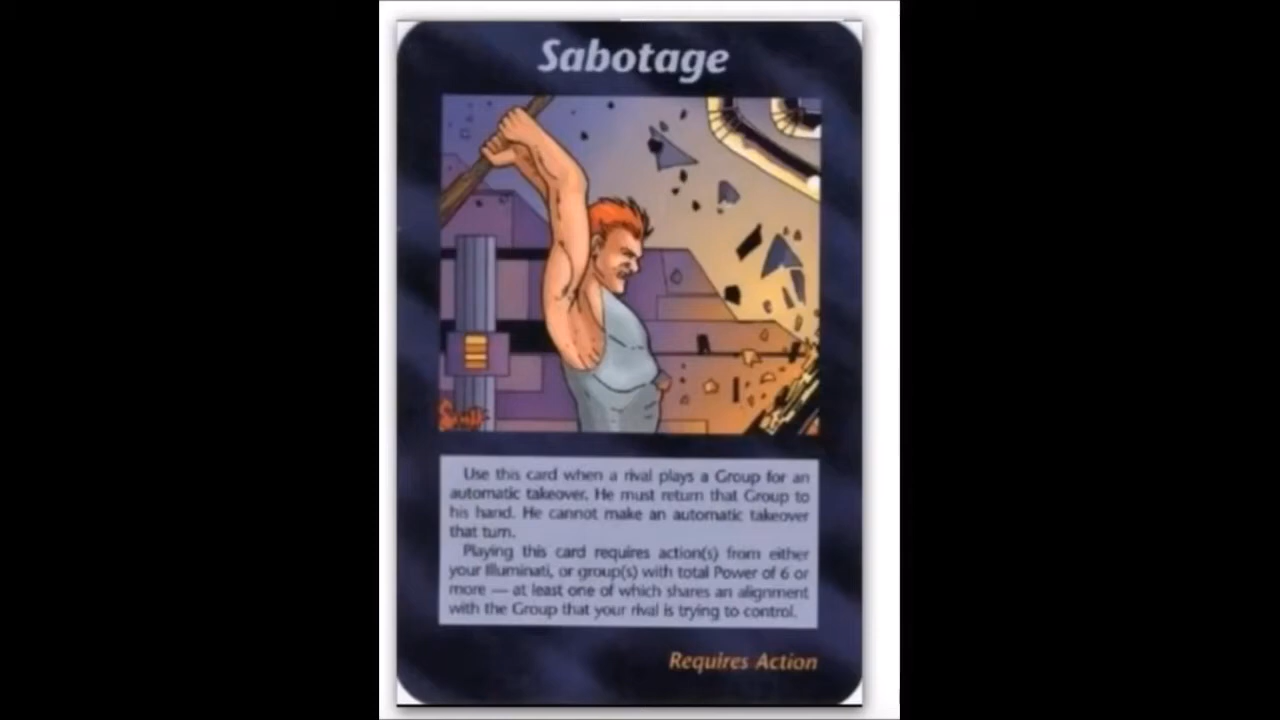 Sabotage
Use this card when a rival plays a Group for an
automatic takeover. He must return that Group to
his hand. He cannot make an automatic takeover
that turn.
Playing this card requires action(s) from either
your Illuminati, or group(s) with total Power of 6 or
more — at least one of which shares an alignment
with the Group that your rival is trying to control.
Requires Action